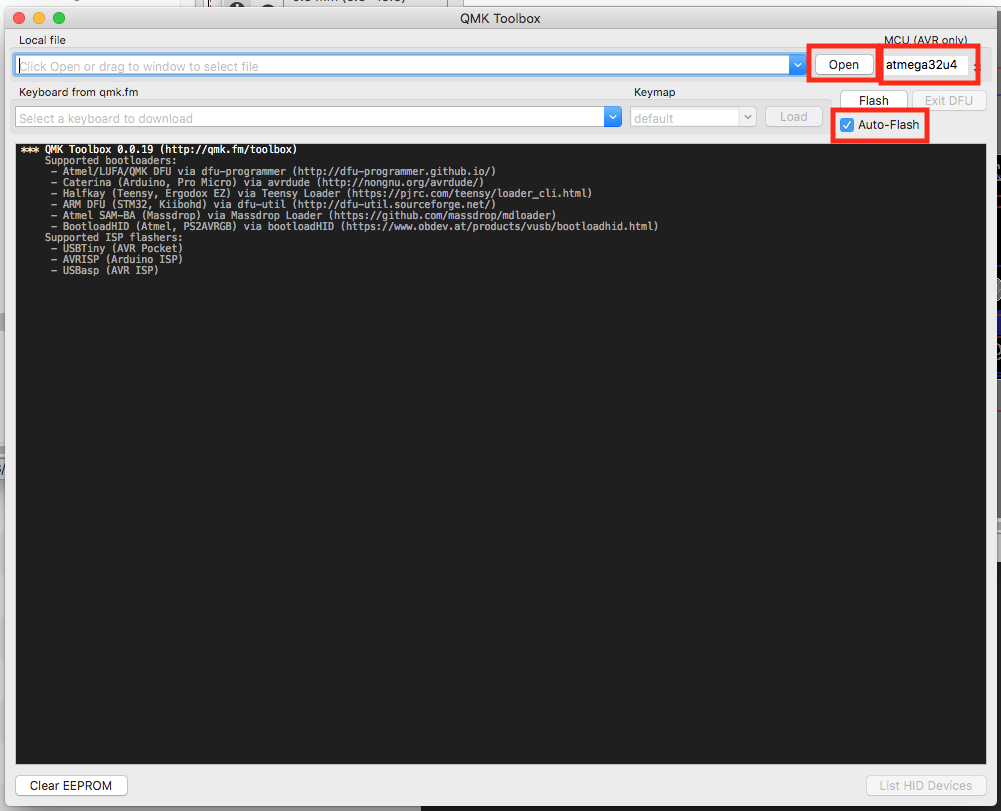 QMK Toolbox
Local file
MCU (AVR only)
Click Open or drag to window to select file
Open
atmega32u4
Keyboard from qmk.fm
Keymap
Flash
Exit DFU
Select a keyboard to download
default
Load
Auto-Flash
*** QMK Toolbox 0.0.19 (http://qmk.fm/toolbox)
Supported bootloaders:
- Atmel/LUFA/QMK DFU via dfu-programmer (http://dfu-programmer.github.io/)
- Caterina (Arduino, Pro Micro) via avrdude (http://nongnu.org/avrdude/)
- Halfkay (Teensy, Ergodox EZ) via Teensy Loader (https://pjrc.com/teensy/loader_cli.html)
- ARM DFU (STM32, Kiibohd) via dfu-util (http://dfu-util.sourceforge.net/)
- Atmel SAM-BA (Massdrop) via Massdrop Loader (https://github.com/massdrop/mdloader)
- BootloadHID (Atmel, PS2AVRGB) via bootloadHID (https://www.obdev.at/products/vusb/bootloadhid.html)
Supported ISP flashers:
- USBTiny (AVR Pocket)
- AVRISP (Arduino ISP)
- USBasp (AVR ISP)
Clear EEPROM
List HID Devices